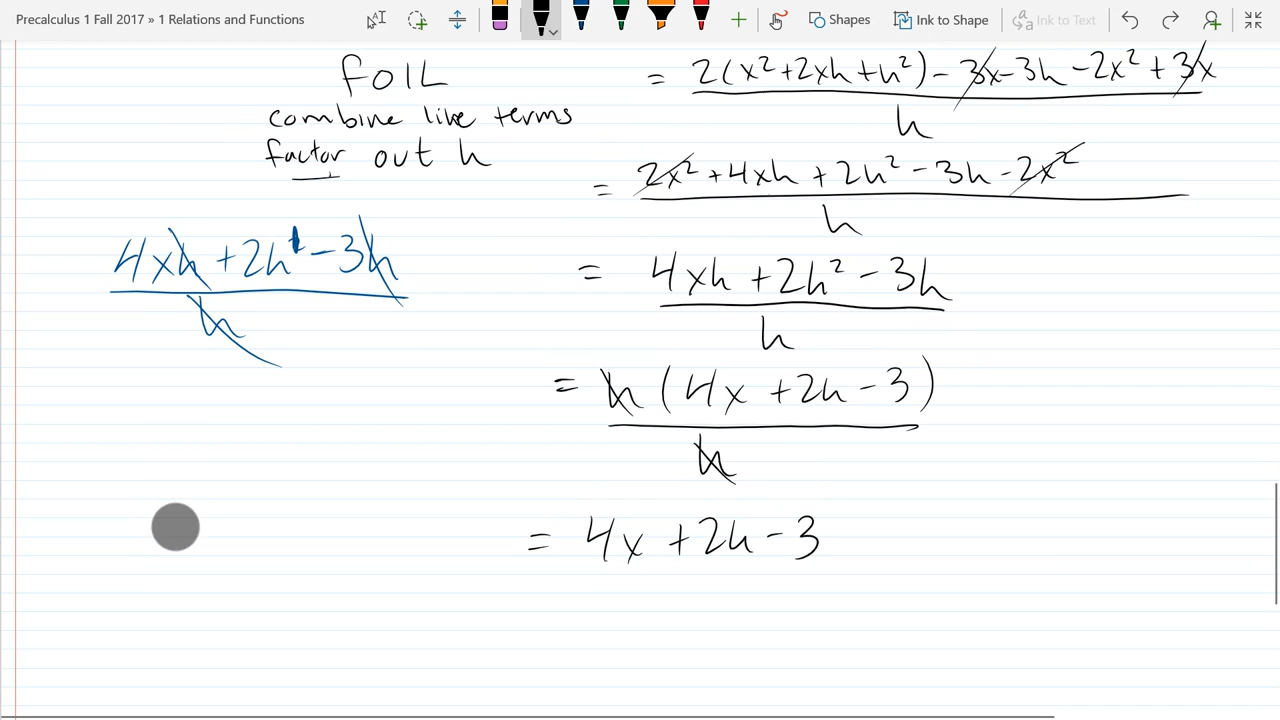 Precalculus 1 Fall 2017 » 1 Relations and Functions
Shapes
Ink to Shape
Ink to Text
FOIL
combine like terms
factor out h
= 2(x²+2xh+h²) - 3x - 3h - 2x² + 3x
h
= 2x² + 4xh + 2h² - 3h - 2x²
h
4xh + 2h² - 3h
h
= 4xh + 2h² - 3h
h
= h (4x + 2h - 3)
h
= 4x + 2h - 3